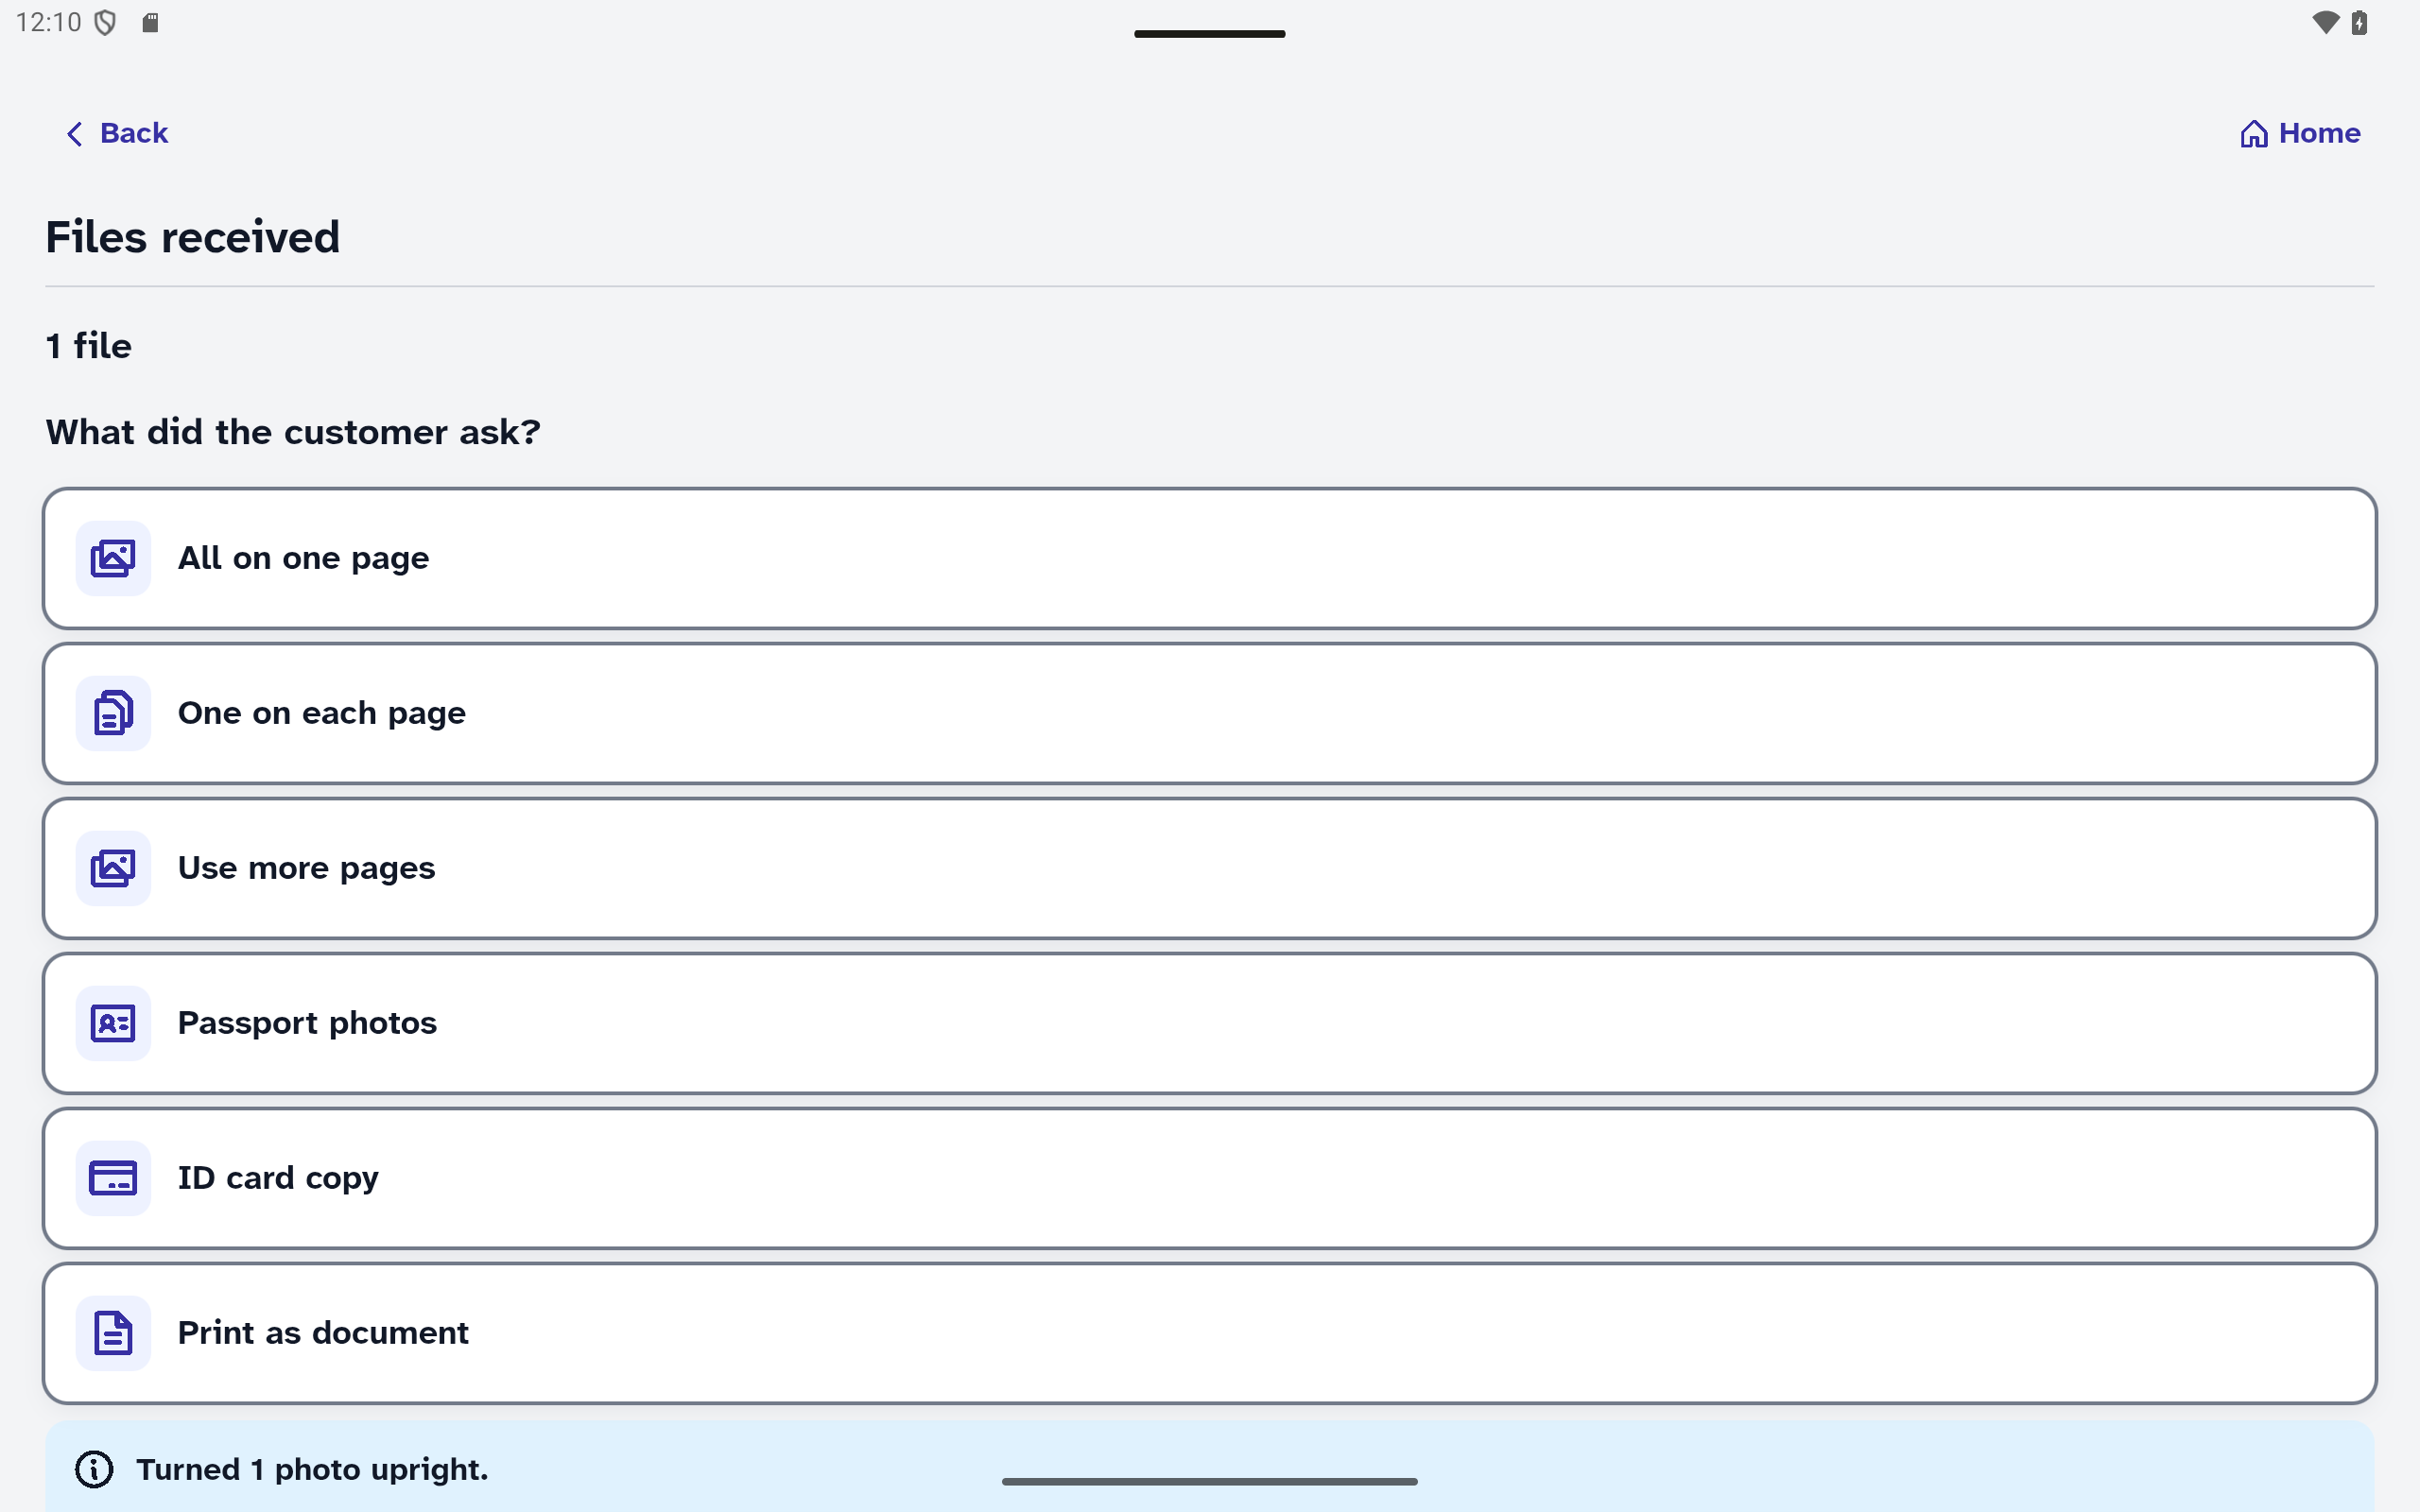 12:10
Back
Home
Files received
1 file
What did the customer ask?
All on one page
One on each page
Use more pages
Passport photos
ID card copy
Print as document
Turned 1 photo upright.